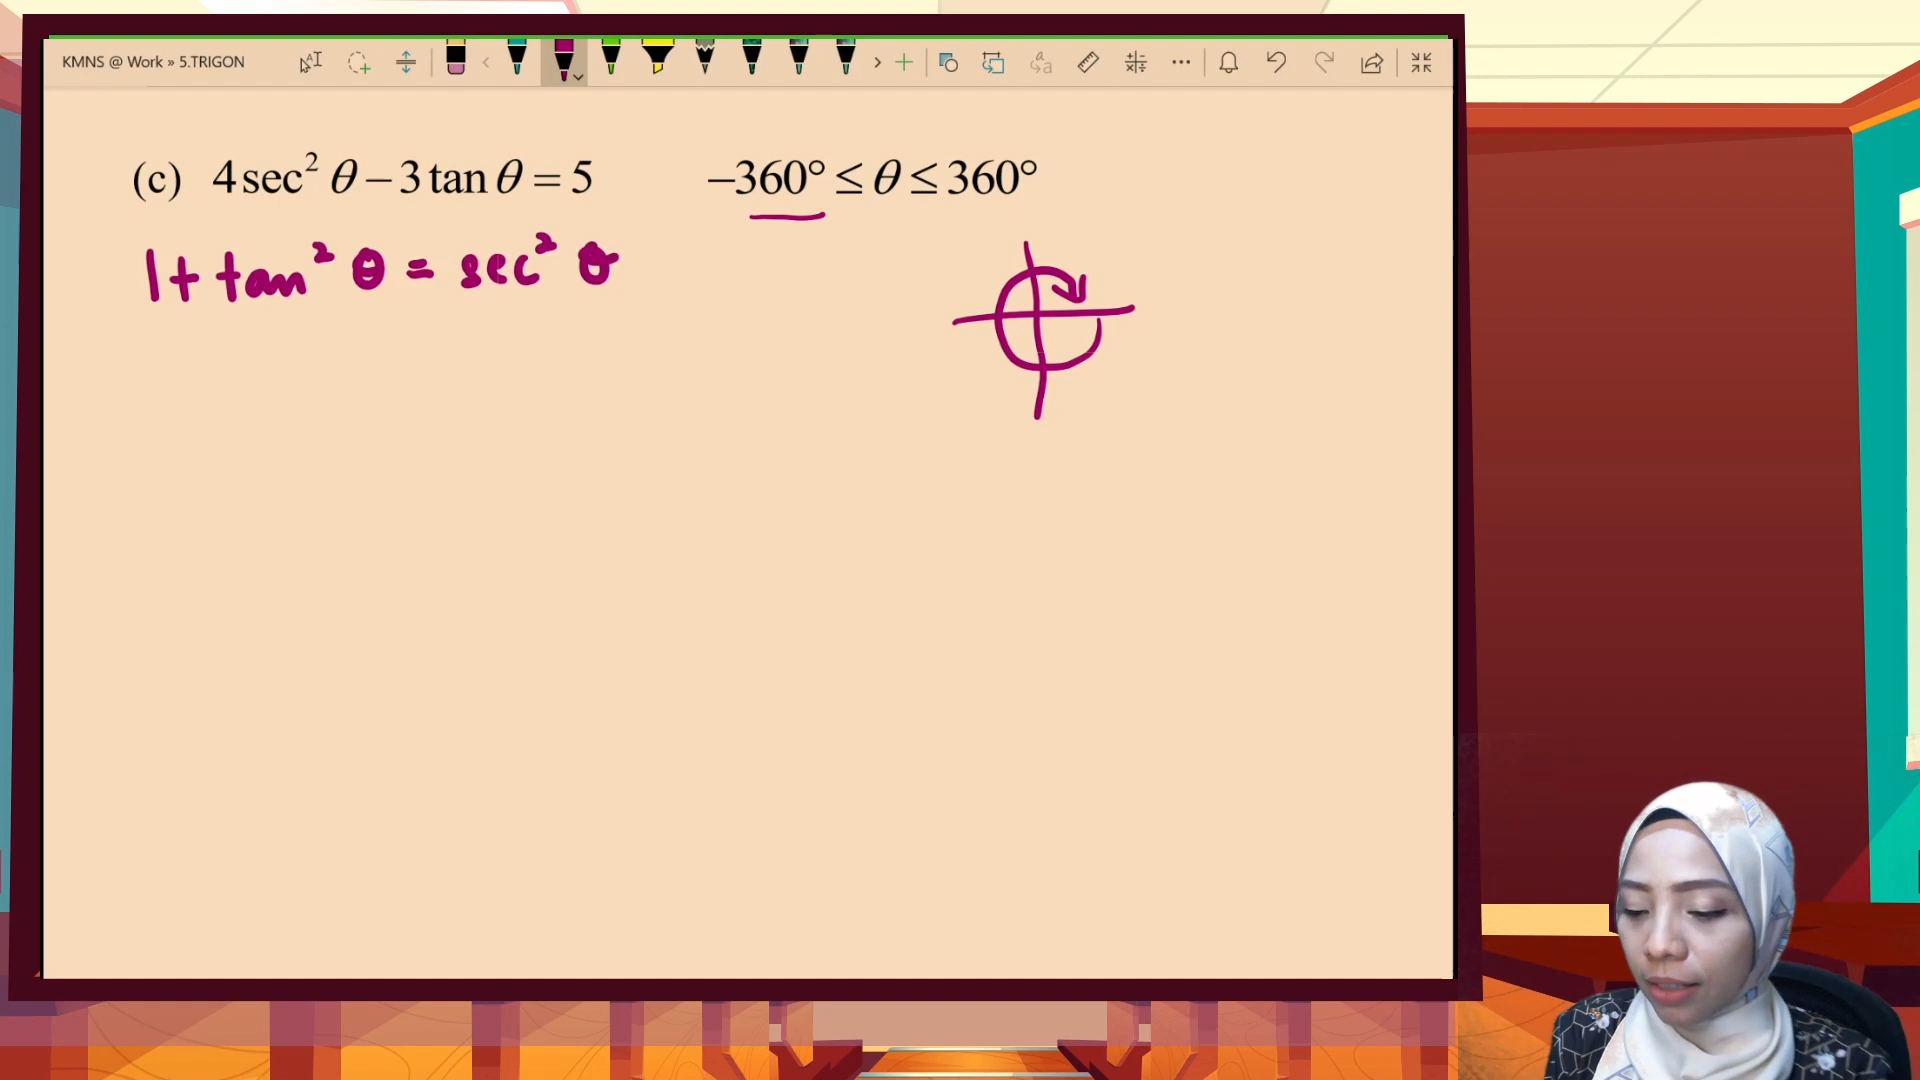 KMNS @ Work » 5.TRIGON
(c) 4 sec² θ − 3 tan θ = 5 −360° ≤ θ ≤ 360°
1 + tan² θ = sec² θ